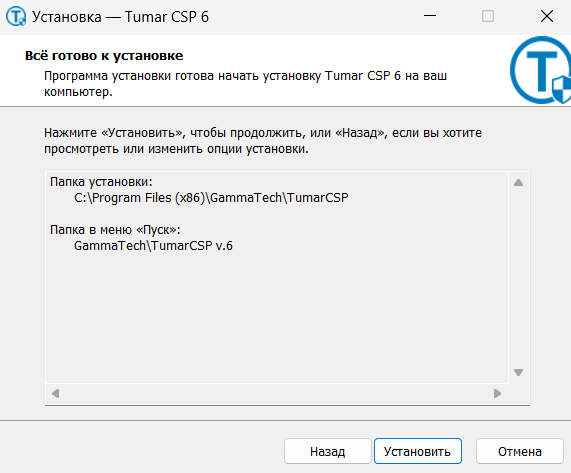 Установка — Tumar CSP 6
Всё готово к установке
Программа установки готова начать установку Tumar CSP 6 на ваш
компьютер.
Нажмите «Установить», чтобы продолжить, или «Назад», если вы хотите
просмотреть или изменить опции установки.
Папка установки:
C:\Program Files (x86)\GammaTech\TumarCSP
Папка в меню «Пуск»:
GammaTech\TumarCSP v.6
Назад
Установить
Отмена